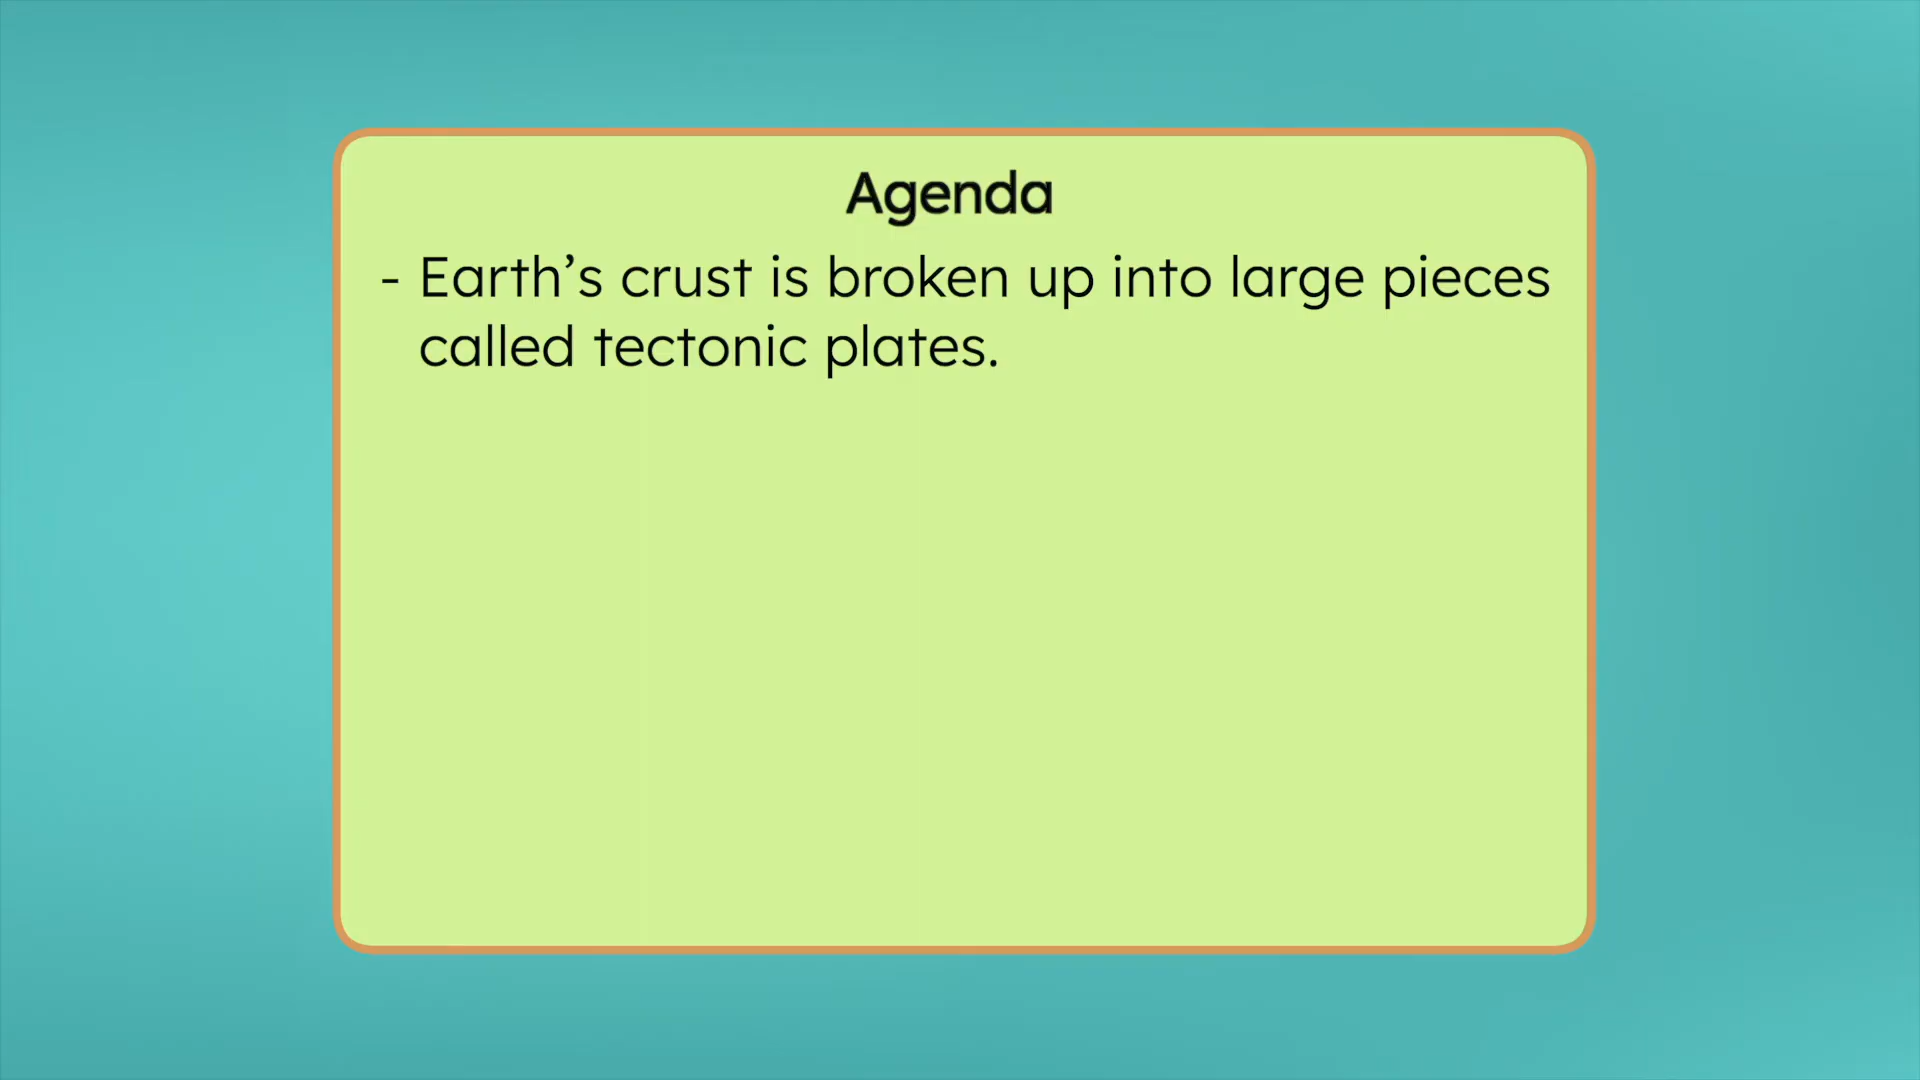 Agenda
- Earth’s crust is broken up into large pieces
called tectonic plates.